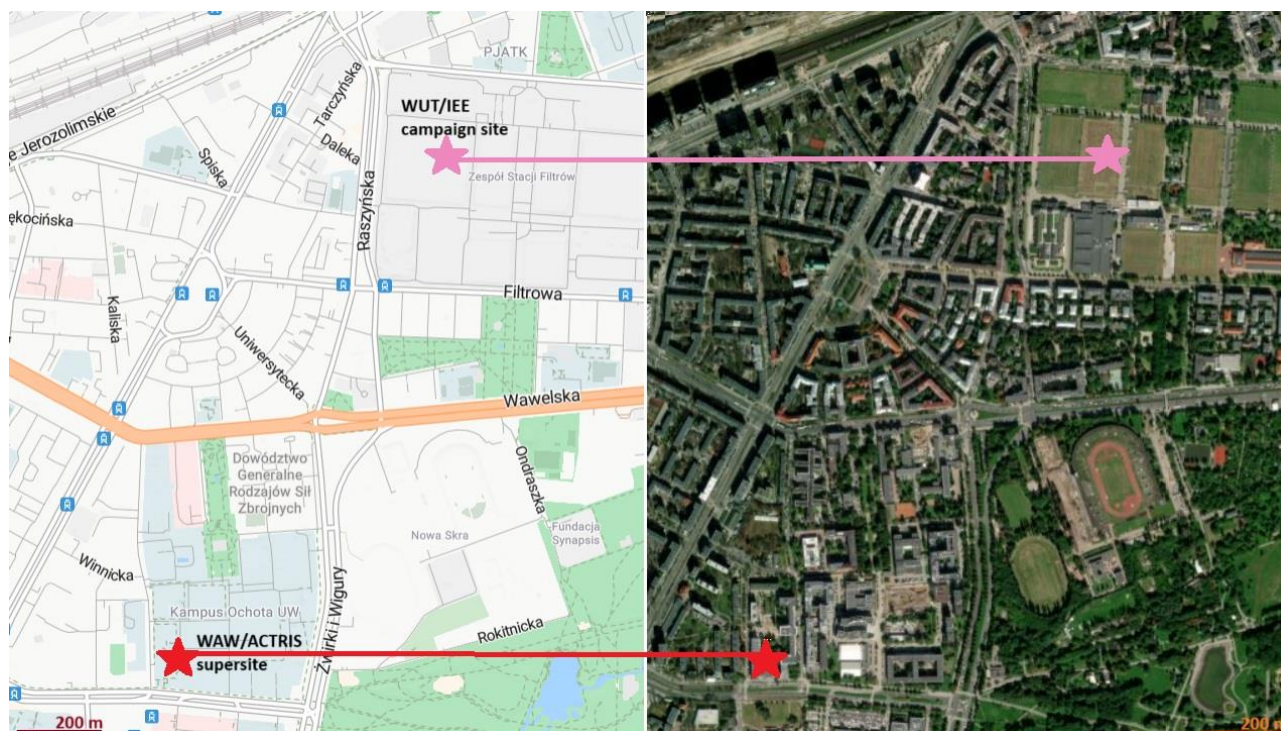 PJATK
WUT/IEE
campaign site
Zespół Stacji Filtrów
Tarczyńska
Daleka
e Jerozolimskie
Spiska
Raszyńska
ękocińska
Filtrowa
Kaliska
Uniwersytecka
Wawelska
Dowództwo
Generalne
Rodzajów Sił
Zbrojnych
Ondraszka
Nowa Skra
Fundacja
Synapsis
Winnicka
Kampus Ochota UW
WAW/ACTRIS
supersite
Żwirki i Wigury
Rokitnicka
200 m
200 m